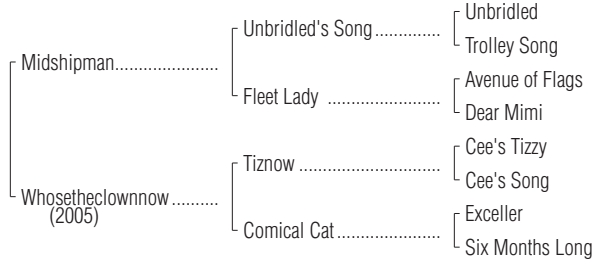 Unbridled
Unbridled's Song..............
Trolley Song
Midshipman.......................
Avenue of Flags
Fleet Lady ........................
Dear Mimi
Cee's Tizzy
Tiznow ..............................
Cee's Song
Whosetheclownnow..........
(2005)
Exceller
Comical Cat......................
Six Months Long